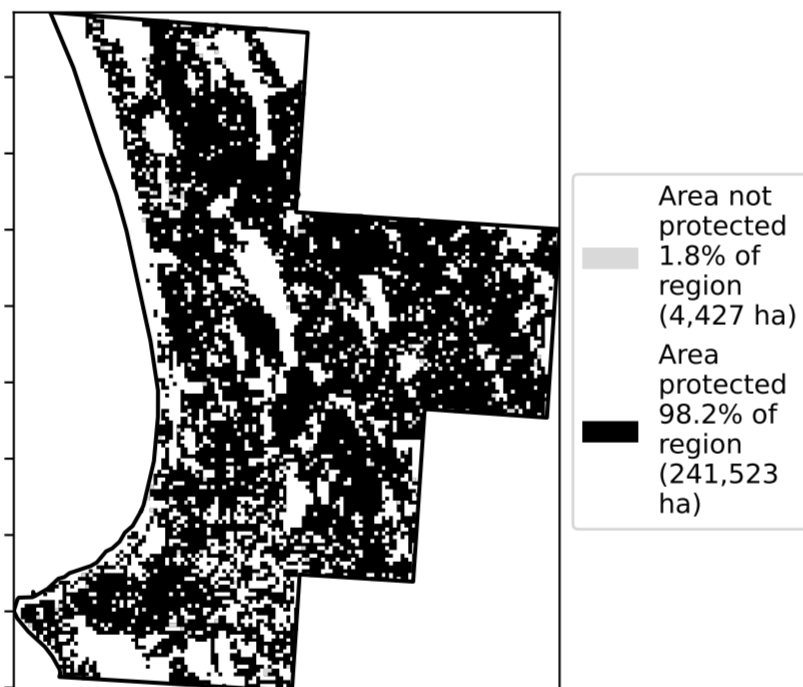 Area not
protected
1.8% of
region
(4,427 ha)
Area
protected
98.2% of
region
(241,523
ha)